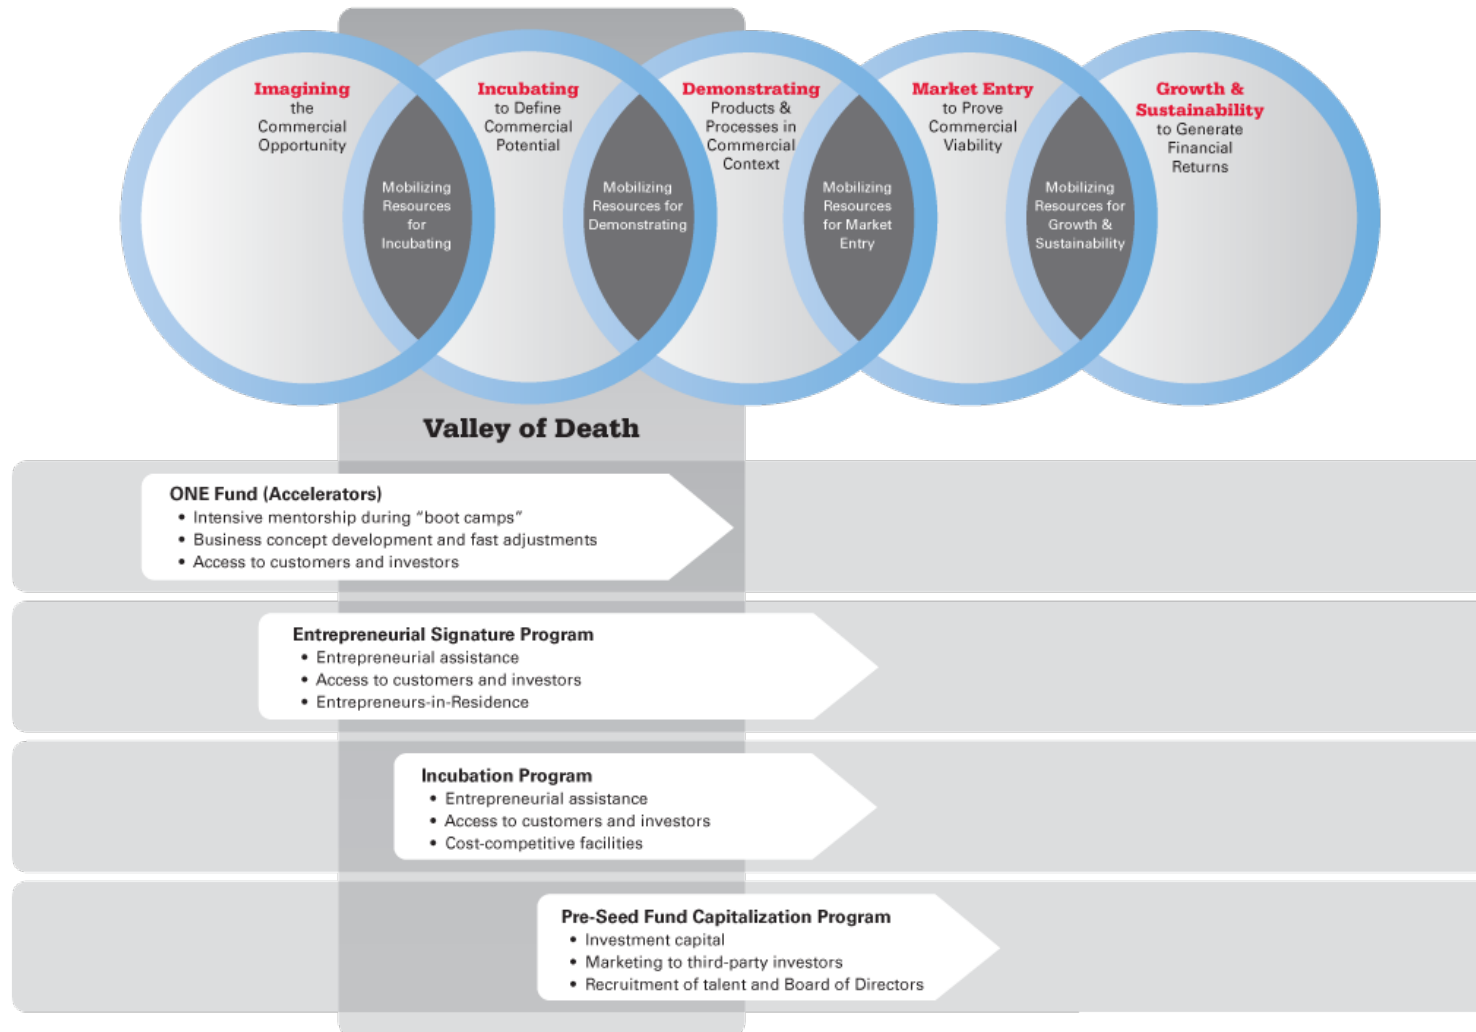 Imagining
the
Commercial
Opportunity
Incubating
to Define
Commercial
Potential
Demonstrating
Products &
Processes in
Commercial
Context
Market Entry
to Prove
Commercial
Viability
Growth &
Sustainability
to Generate
Financial
Returns
Mobilizing
Resources
for
Incubating
Mobilizing
Resources for
Demonstrating
Mobilizing
Resources
for Market
Entry
Mobilizing
Resources for
Growth &
Sustainability
Valley of Death
ONE Fund (Accelerators)
• Intensive mentorship during “boot camps”
• Business concept development and fast adjustments
• Access to customers and investors
Entrepreneurial Signature Program
• Entrepreneurial assistance
• Access to customers and investors
• Entrepreneurs-in-Residence
Incubation Program
• Entrepreneurial assistance
• Access to customers and investors
• Cost-competitive facilities
Pre-Seed Fund Capitalization Program
• Investment capital
• Marketing to third-party investors
• Recruitment of talent and Board of Directors